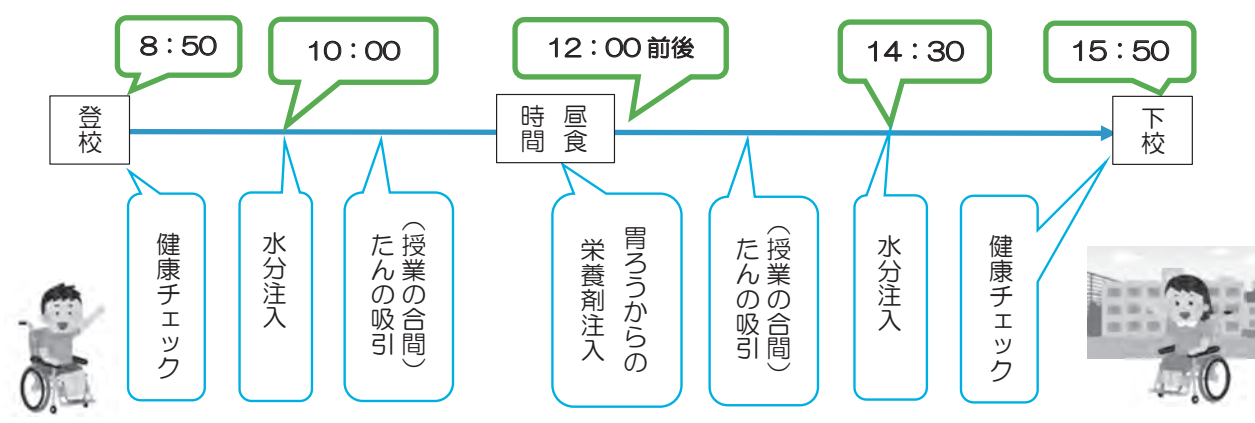 8：50
10：00
12：00 前後
14：30
15：50
登校
昼食
時間
下校
健康チェック
水分注入
（授業の合間）
たんの吸引
胃ろうからの
栄養剤注入
（授業の合間）
たんの吸引
水分注入
健康チェック